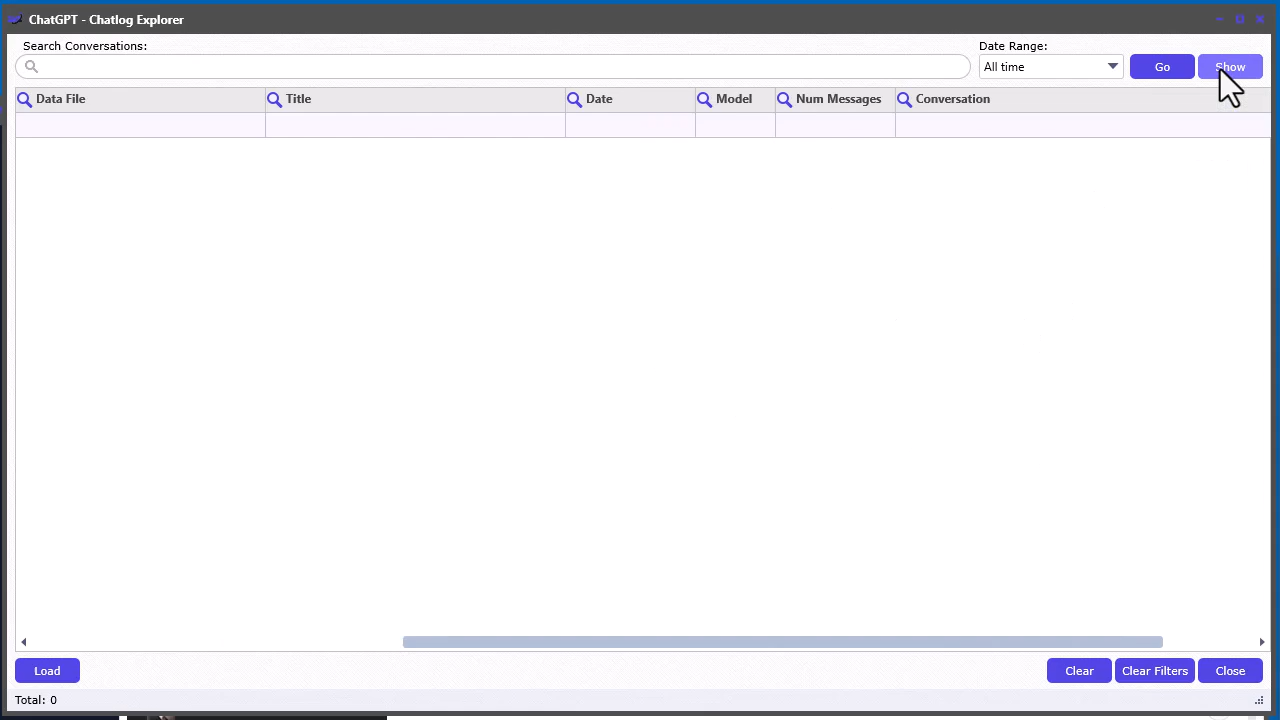 ChatGPT - Chatlog Explorer
Search Conversations:
Date Range:
All time
Go
Show
Data File
Title
Date
Model
Num Messages
Conversation
Load
Clear
Clear Filters
Close
Total: 0